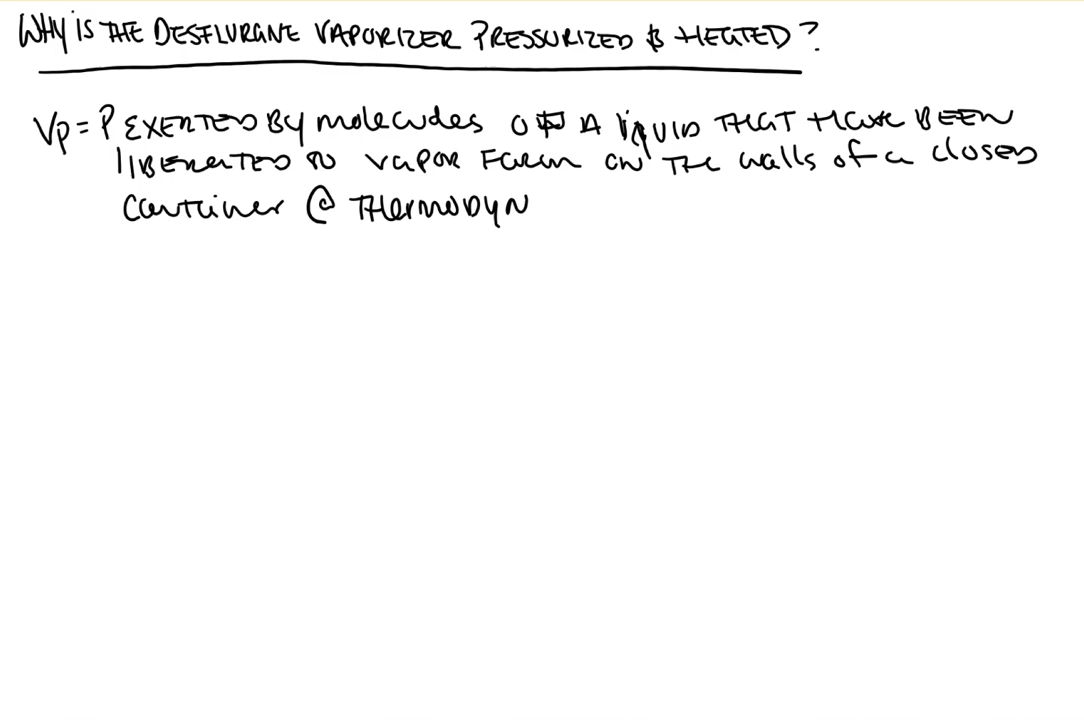 WHY IS THE DESFLURANE VAPORIZER PRESSURIZED & HEATED?
Vp = P EXERTED By molecules OF A liquiD THAT HAVE BEEN
LIBERATED TO VAPOR FORM ON THE walls of a closed
container @ THermoDyN